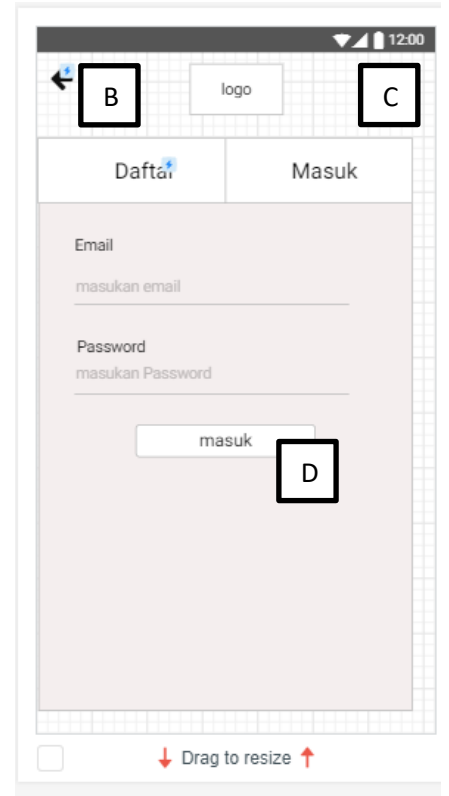 12:00
B
logo
C
Daftar
Masuk
Email
masukan email
Password
masukan Password
masuk
D
Drag to resize